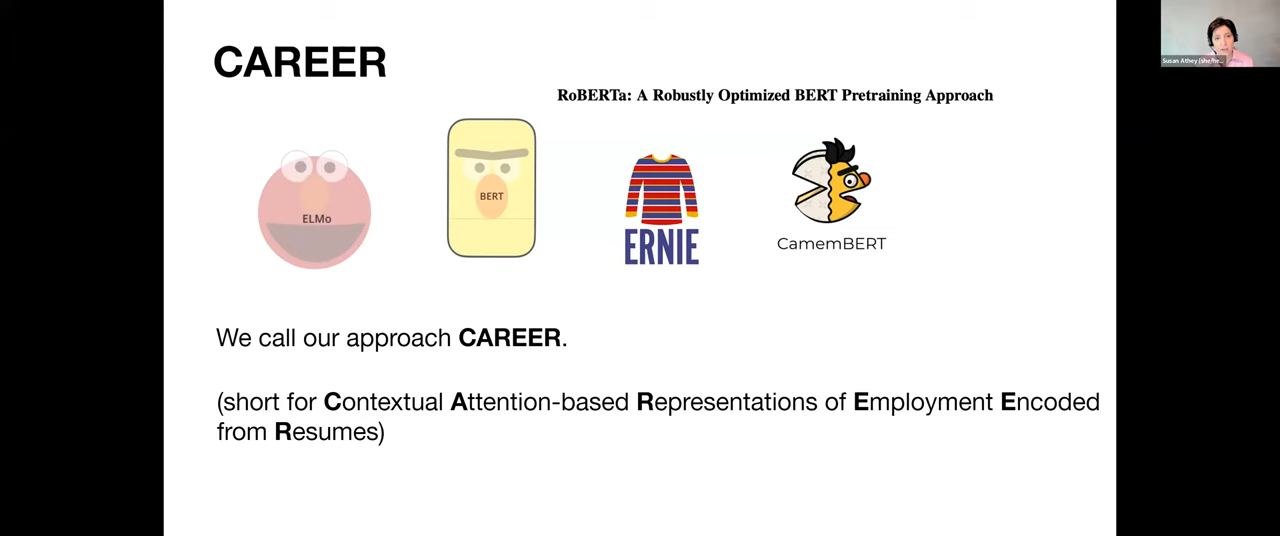 CAREER
RoBERTa: A Robustly Optimized BERT Pretraining Approach
ELMo
BERT
ERNIE
CamemBERT
We call our approach CAREER.
(short for Contextual Attention-based Representations of Employment Encoded
from Resumes)
Susan Athey (she/he...